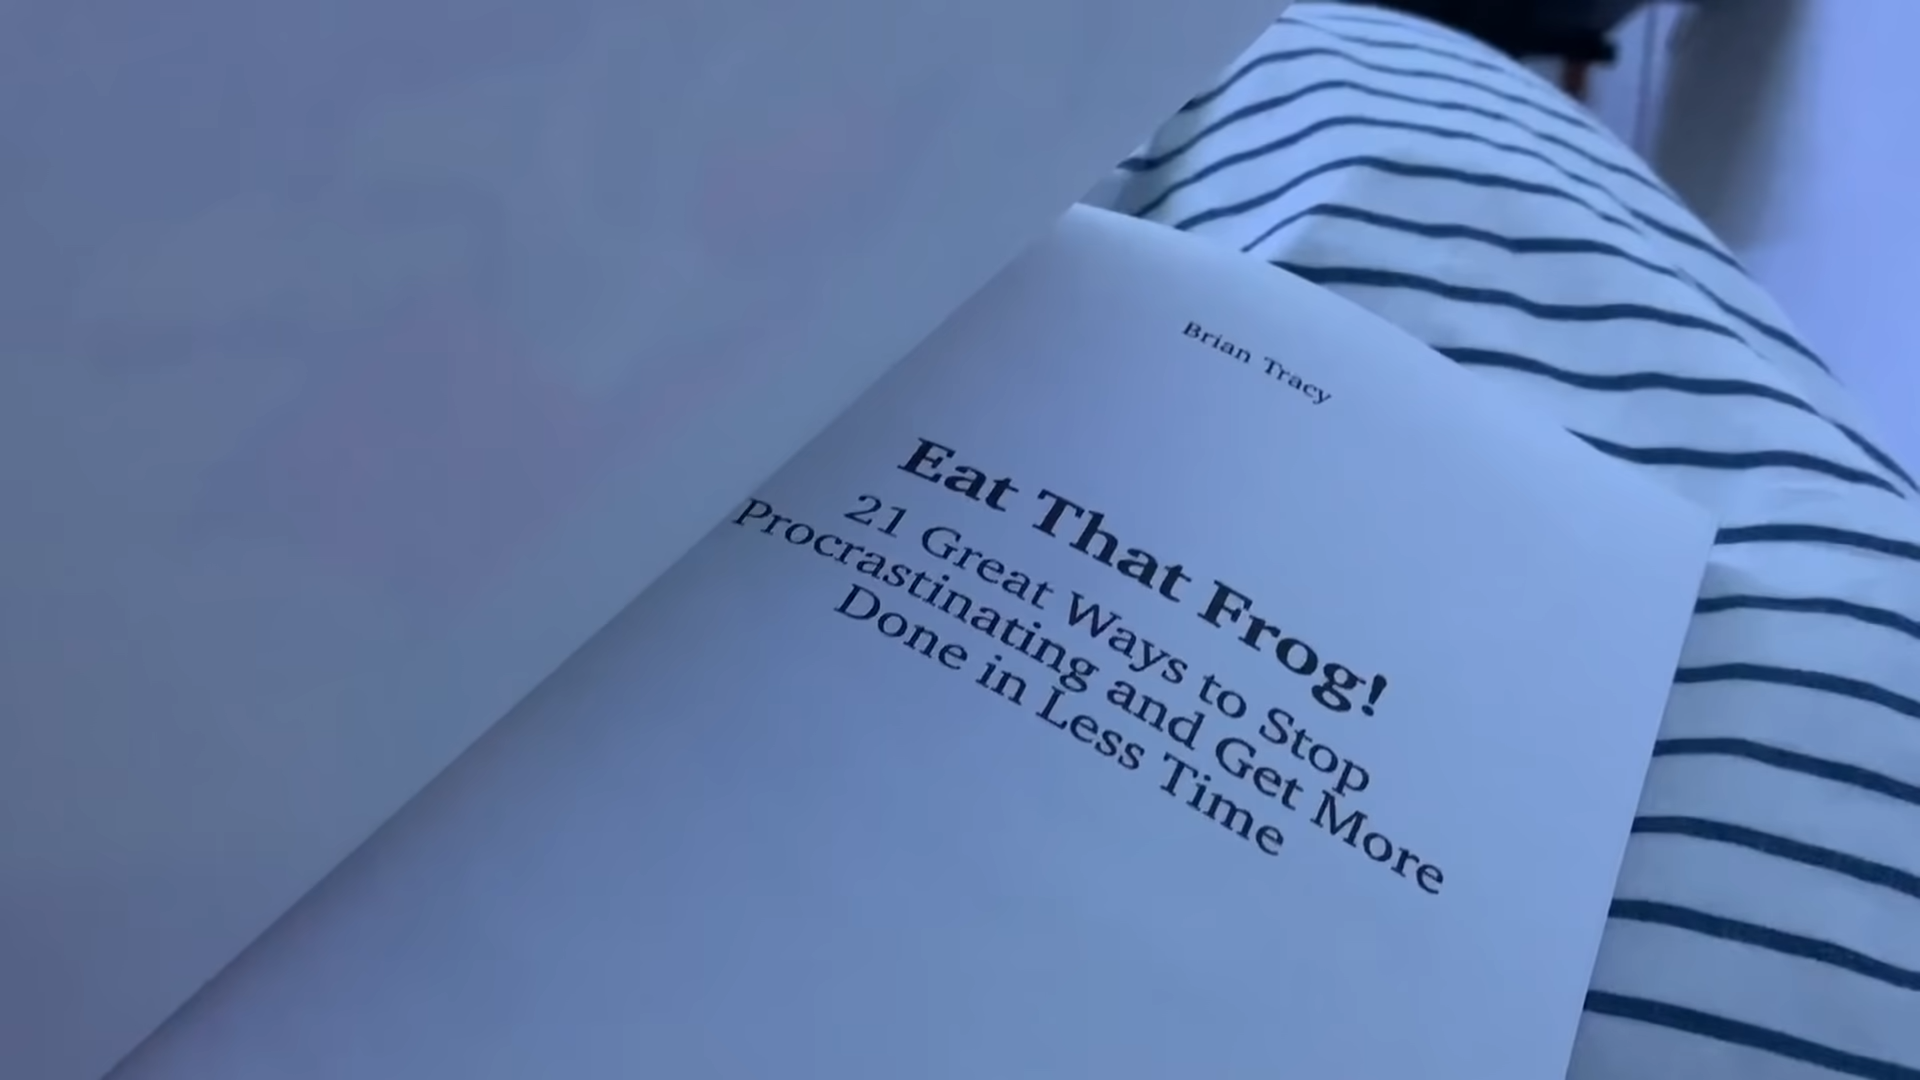 Brian Tracy
Eat That Frog!
21 Great Ways to Stop
Procrastinating and Get More
Done in Less Time